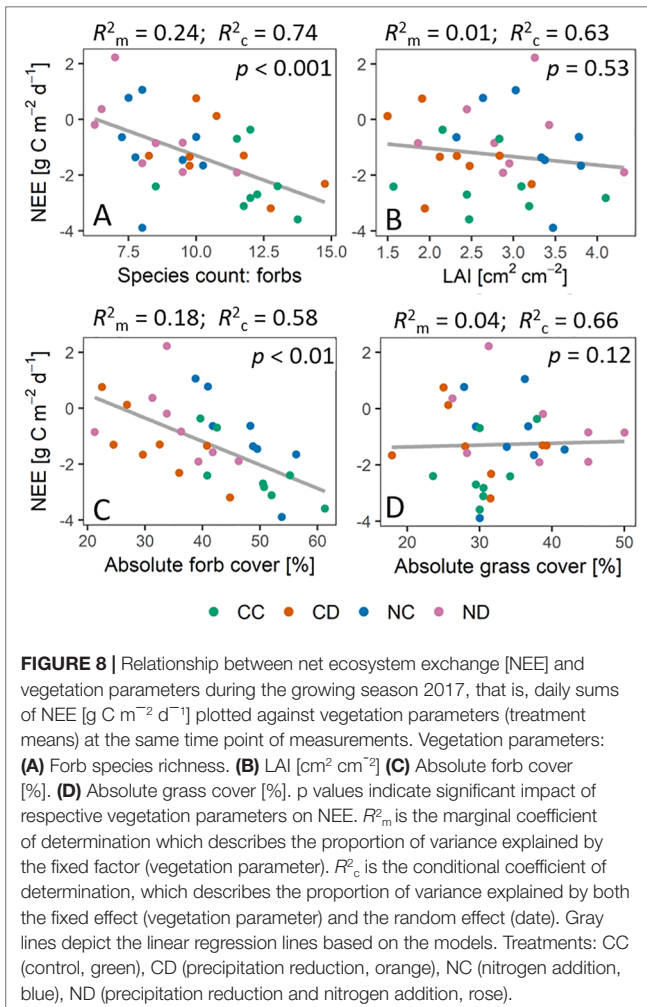 R²m = 0.24; R²c = 0.74
R²m = 0.01; R²c = 0.63
p < 0.001
p = 0.53
NEE [g C m⁻² d⁻¹]
2
0
-2
-4
A
B
7.5 10.0 12.5 15.0
1.5 2.0 2.5 3.0 3.5 4.0
Species count: forbs
LAI [cm² cm⁻²]
R²m = 0.18; R²c = 0.58
R²m = 0.04; R²c = 0.66
p < 0.01
p = 0.12
NEE [g C m⁻² d⁻¹]
2
0
-2
-4
C
D
20 30 40 50 60
20 30 40 50
Absolute forb cover [%]
Absolute grass cover [%]
CC CD NC ND
FIGURE 8 | Relationship between net ecosystem exchange [NEE] and
vegetation parameters during the growing season 2017, that is, daily sums
of NEE [g C m⁻² d⁻¹] plotted against vegetation parameters (treatment
means) at the same time point of measurements. Vegetation parameters:
(A) Forb species richness. (B) LAI [cm² cm⁻²] (C) Absolute forb cover
[%]. (D) Absolute grass cover [%]. p values indicate significant impact of
respective vegetation parameters on NEE. R²m is the marginal coefficient
of determination which describes the proportion of variance explained by
the fixed factor (vegetation parameter). R²c is the conditional coefficient of
determination, which describes the proportion of variance explained by both
the fixed effect (vegetation parameter) and the random effect (date). Gray
lines depict the linear regression lines based on the models. Treatments: CC
(control, green), CD (precipitation reduction, orange), NC (nitrogen addition,
blue), ND (precipitation reduction and nitrogen addition, rose).